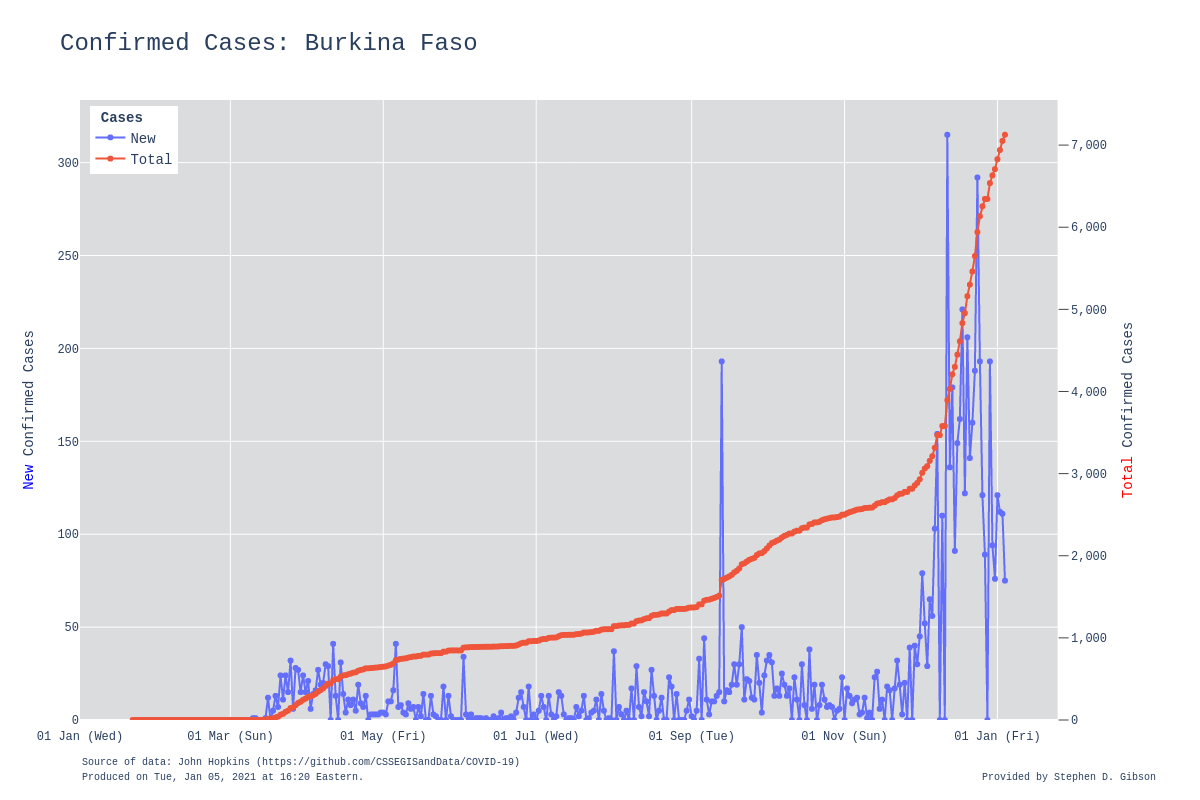 Confirmed Cases: Burkina Faso
Cases
New
Total
300
250
200
150
100
50
0
7,000
6,000
5,000
4,000
3,000
2,000
1,000
0
New Confirmed Cases
Total Confirmed Cases
01 Jan (Wed) 01 Mar (Sun) 01 May (Fri) 01 Jul (Wed) 01 Sep (Tue) 01 Nov (Sun) 01 Jan (Fri)
Source of data: John Hopkins (https://github.com/CSSEGISandData/COVID-19)
Produced on Tue, Jan 05, 2021 at 16:20 Eastern.
Provided by Stephen D. Gibson